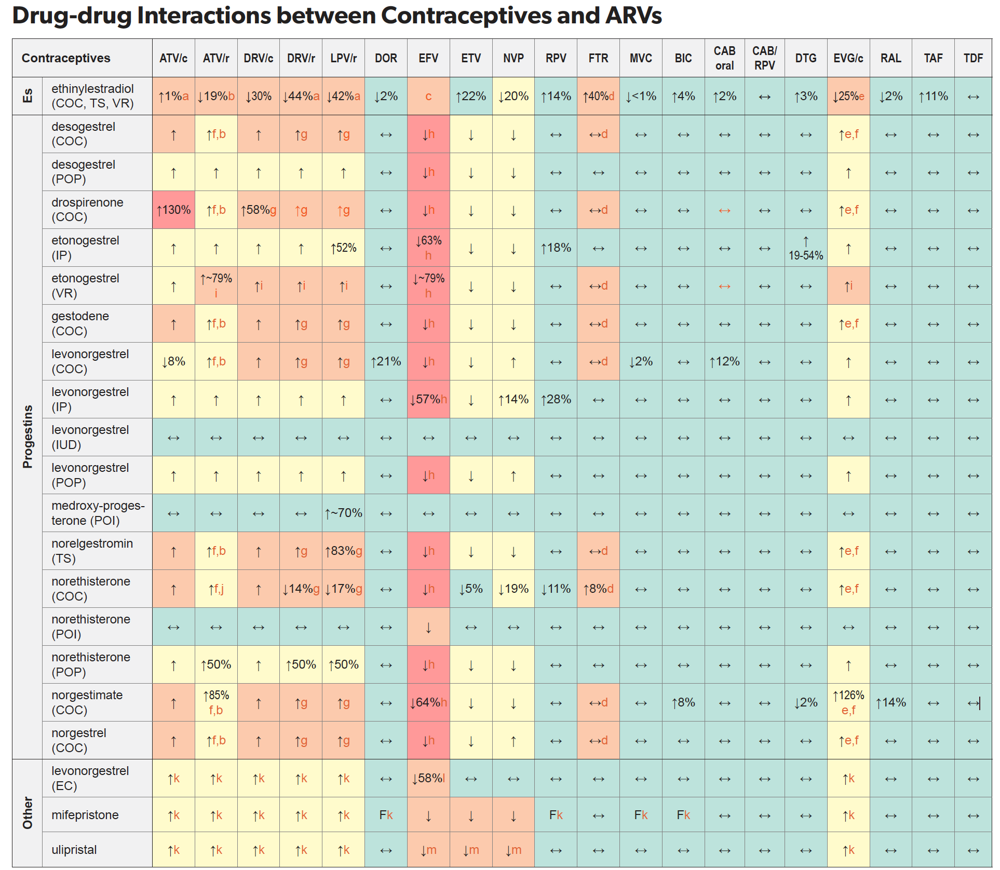 Drug-drug Interactions between Contraceptives and ARVs
Contraceptives ATV/c ATV/r DRV/c DRV/r LPV/r DOR EFV ETV NVP RPV FTR MVC BIC CAB oral CAB/ RPV DTG EVG/c RAL TAF TDF
Es
ethinylestradiol (COC, TS, VR) ↑1%a ↓19%b ↓30% ↓44%a ↓42%a ↓2% c ↑22% ↓20% ↑14% ↑40%d ↓<1% ↑4% ↑2% ↔ ↑3% ↓25%e ↓2% ↑11% ↔
Progestins
desogestrel (COC) ↑ ↑f,b ↑ ↑g ↑g ↔ ↓h ↓ ↓ ↔ ↔d ↔ ↔ ↔ ↔ ↔ ↑e,f ↔ ↔ ↔
desogestrel (POP) ↑ ↑ ↑ ↑ ↑ ↔ ↓h ↓ ↓ ↔ ↔ ↔ ↔ ↔ ↔ ↔ ↑ ↔ ↔ ↔
drospirenone (COC) ↑130% ↑f,b ↑58%g ↑g ↑g ↔ ↓h ↓ ↓ ↔ ↔d ↔ ↔ ↔ ↔ ↔ ↑e,f ↔ ↔ ↔
etonogestrel (IP) ↑ ↑ ↑ ↑ ↑52% ↔ ↓63% h ↓ ↓ ↑18% ↔ ↔ ↔ ↔ ↔ ↑ 19-54% ↑ ↔ ↔ ↔
etonogestrel (VR) ↑ ↑~79% i ↑i ↑i ↑i ↔ ↓~79% h ↓ ↓ ↔ ↔d ↔ ↔ ↔ ↔ ↔ ↑i ↔ ↔ ↔
gestodene (COC) ↑ ↑f,b ↑ ↑g ↑g ↔ ↓h ↓ ↓ ↔ ↔d ↔ ↔ ↔ ↔ ↔ ↑e,f ↔ ↔ ↔
levonorgestrel (COC) ↓8% ↑f,b ↑ ↑g ↑g ↑21% ↓h ↓ ↑ ↔ ↔d ↓2% ↔ ↑12% ↔ ↔ ↑ ↔ ↔ ↔
levonorgestrel (IP) ↑ ↑ ↑ ↑ ↑ ↔ ↓57%h ↓ ↑14% ↑28% ↔ ↔ ↔ ↔ ↔ ↔ ↑ ↔ ↔ ↔
levonorgestrel (IUD) ↔ ↔ ↔ ↔ ↔ ↔ ↔ ↔ ↔ ↔ ↔ ↔ ↔ ↔ ↔ ↔ ↔ ↔ ↔ ↔
levonorgestrel (POP) ↑ ↑ ↑ ↑ ↑ ↔ ↓h ↓ ↑ ↔ ↔ ↔ ↔ ↔ ↔ ↔ ↑ ↔ ↔ ↔
medroxy-proges-terone (POI) ↔ ↔ ↔ ↔ ↑~70% ↔ ↔ ↔ ↔ ↔ ↔ ↔ ↔ ↔ ↔ ↔ ↔ ↔ ↔ ↔
norelgestromin (TS) ↑ ↑f,b ↑ ↑g ↑83%g ↔ ↓h ↓ ↓ ↔ ↔d ↔ ↔ ↔ ↔ ↔ ↑e,f ↔ ↔ ↔
norethisterone (COC) ↑ ↑f,j ↑ ↓14%g ↓17%g ↔ ↓h ↓5% ↓19% ↓11% ↑8%d ↔ ↔ ↔ ↔ ↔ ↑e,f ↔ ↔ ↔
norethisterone (POI) ↔ ↔ ↔ ↔ ↔ ↔ ↓ ↔ ↔ ↔ ↔ ↔ ↔ ↔ ↔ ↔ ↔ ↔ ↔ ↔
norethisterone (POP) ↑ ↑50% ↑ ↑50% ↑50% ↔ ↓h ↓ ↓ ↔ ↔ ↔ ↔ ↔ ↔ ↔ ↑ ↔ ↔ ↔
norgestimate (COC) ↑ ↑85% f,b ↑ ↑g ↑g ↔ ↓64%h ↓ ↓ ↔ ↔d ↔ ↑8% ↔ ↔ ↓2% ↑126% e,f ↑14% ↔ ↔
norgestrel (COC) ↑ ↑f,b ↑ ↑g ↑g ↔ ↓h ↓ ↑ ↔ ↔d ↔ ↔ ↔ ↔ ↔ ↑e,f ↔ ↔ ↔
Other
levonorgestrel (EC) ↑k ↑k ↑k ↑k ↑k ↔ ↓58%l ↔ ↔ ↔ ↔ ↔ ↔ ↔ ↔ ↔ ↑k ↔ ↔ ↔
mifepristone ↑k ↑k ↑k ↑k ↑k Fk ↓ ↓ ↓ Fk ↔ Fk Fk ↔ ↔ ↔ ↑k ↔ ↔ ↔
ulipristal ↑k ↑k ↑k ↑k ↑k ↔ ↓m ↓m ↓m ↔ ↔ ↔ ↔ ↔ ↔ ↔ ↑k ↔ ↔ ↔